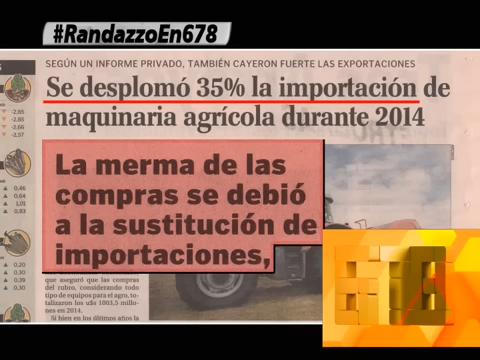 #RandazzoEn678
SEGÚN UN INFORME PRIVADO, TAMBIÉN CAYERON FUERTE LAS EXPORTACIONES
Se desplomó 35% la importación de
maquinaria agrícola durante 2014
La merma de las
compras se debió
a la sustitución de
importaciones,
-2,85
-2,85
-2,66
-2,57
0,46
0,64
1,01
0,83
0,20
0,30
0,39
0,30
que aseguró que las compras
del rubro, considerando todo
tipo de equipos para el agro, to-
talizaron los u$s 1003,5 millo-
nes en 2014.
Si bien en los últimos años la
678